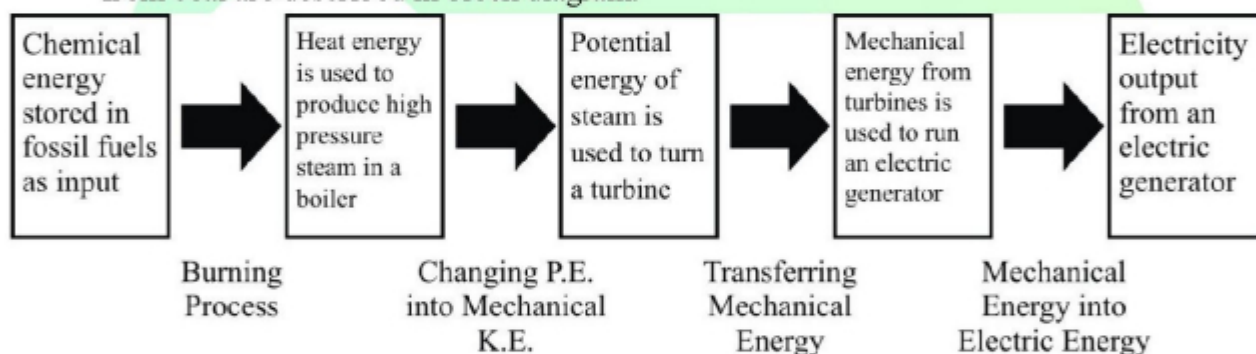 Chemical
energy
stored in
fossil fuels
as input
Heat energy
is used to
produce high
pressure
steam in a
boiler
Potential
energy of
steam is
used to turn
a turbine
Mechanical
energy from
turbines is
used to run
an electric
generator
Electricity
output
from an
electric
generator
Burning
Process
Changing P.E.
into Mechanical
K.E.
Transferring
Mechanical
Energy
Mechanical
Energy into
Electric Energy